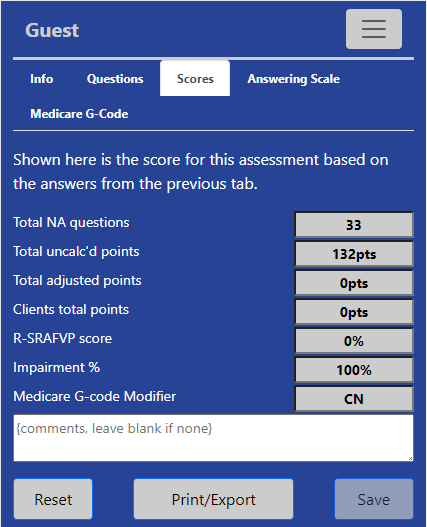 Guest
Info Questions Scores Answering Scale
Medicare G-Code
Shown here is the score for this assessment based on
the answers from the previous tab.
Total NA questions 33
Total uncalc'd points 132pts
Total adjusted points 0pts
Clients total points 0pts
R-SRAFVP score 0%
Impairment % 100%
Medicare G-code Modifier CN
{comments, leave blank if none}
Reset Print/Export Save